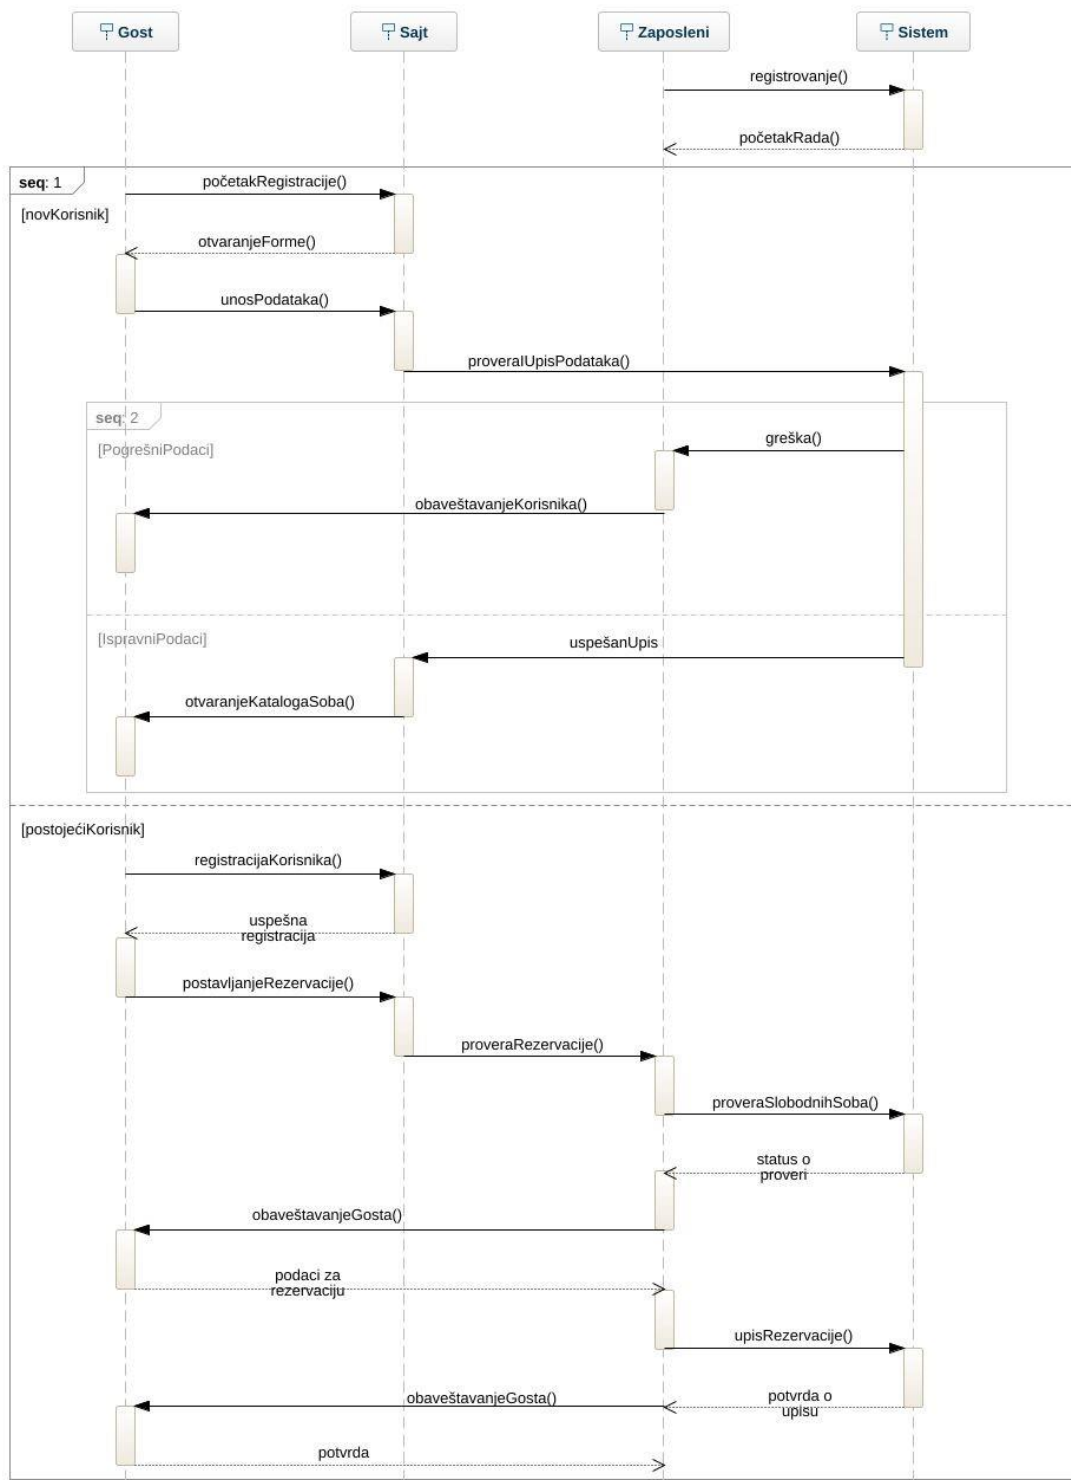 Gost
Sajt
Zaposleni
Sistem
registrovanje()
početakRada()
seq: 1
početakRegistracije()
[novKorisnik]
otvaranjeForme()
unosPodataka()
proveraIUpisPodataka()
seq: 2
greška()
[PogrešniPodaci]
obaveštavanjeKorisnika()
[IspravniPodaci]
uspešanUpis
otvaranjeKatalogaSoba()
[postojećiKorisnik]
registracijaKorisnika()
uspešna
registracija
postavljanjeRezervacije()
proveraRezervacije()
proveraSlobodnihSoba()
status o
proveri
obaveštavanjeGosta()
podaci za
rezervaciju
upisRezervacije()
obaveštavanjeGosta()
potvrda o
upisu
potvrda